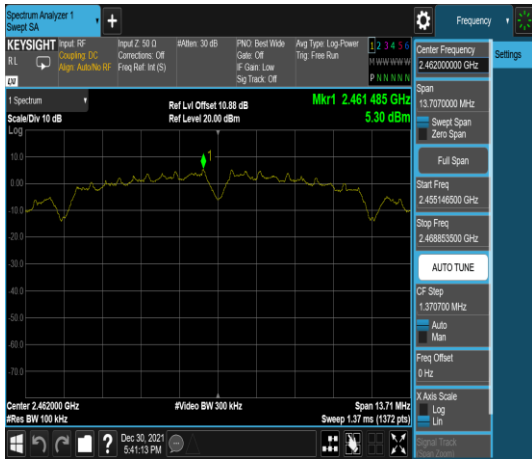 Spectrum Analyzer 1
Swept SA
Frequency
KEYSIGHT
RL
LXI
Input: RF
Coupling: DC
Align: Auto/No RF
Input Z: 50 Ω
Corrections: Off
Freq Ref: Int (S)
#Atten: 30 dB
PNO: Best Wide
Gate: Off
IF Gain: Low
Sig Track: Off
Avg Type: Log-Power
Trig: Free Run
1 2 3 4 5 6
M W W W W W
P N N N N N
Center Frequency
2.462000000 GHz
Settings
Span
13.7070000 MHz
Swept Span
Zero Span
Full Span
Start Freq
2.455146500 GHz
Stop Freq
2.468853500 GHz
AUTO TUNE
CF Step
1.370700 MHz
Auto
Man
Freq Offset
0 Hz
X Axis Scale
Log
Lin
Signal Track
(Span Zoom)
1 Spectrum
Scale/Div 10 dB
Ref Lvl Offset 10.88 dB
Ref Level 20.00 dBm
Mkr1 2.461 485 GHz
5.30 dBm
Log
1
10.0
0.00
-10.0
-20.0
-30.0
-40.0
-50.0
-60.0
-70.0
Center 2.462000 GHz
#Video BW 300 kHz
Span 13.71 MHz
#Res BW 100 kHz
Sweep 1.37 ms (1372 pts)
Dec 30, 2021
5:41:13 PM